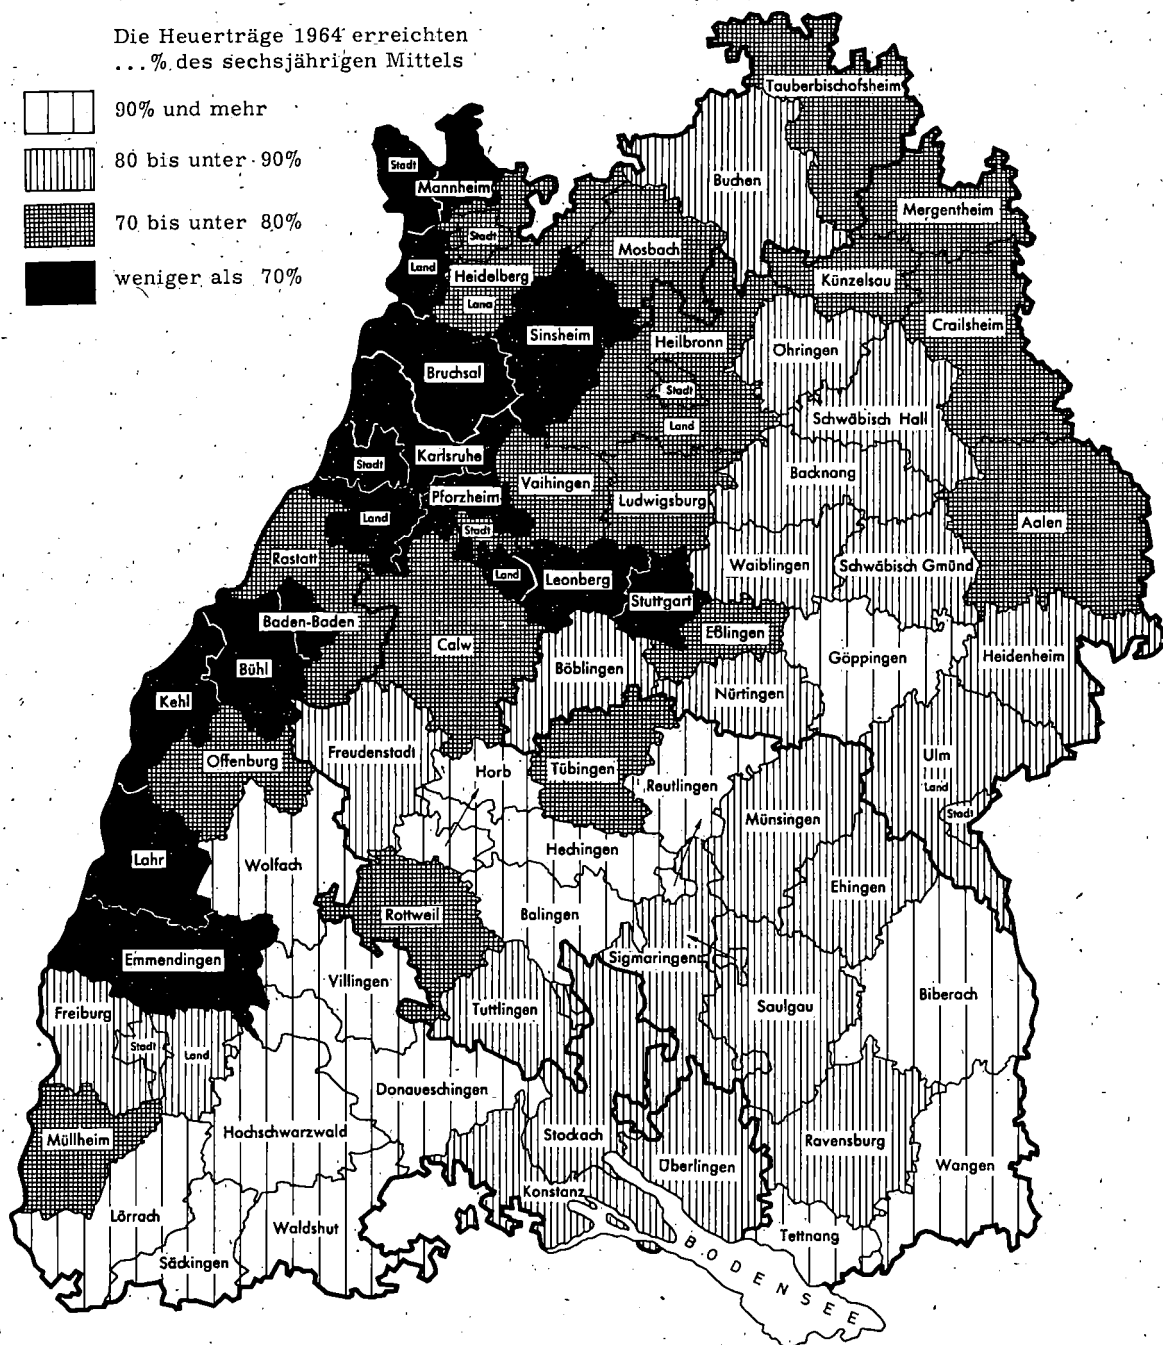 Die Heuerträge 1964 erreichten
...% des sechsjährigen Mittels
90% und mehr
80 bis unter 90%
70 bis unter 80%
weniger als 70%
Tauberbischofsheim
Stadt
Mannheim
Buchen
Mergentheim
Stadt
Mosbach
Land
Heidelberg
Land
Künzelsau
Sinsheim
Heilbronn
Öhringen
Crailsheim
Bruchsal
Stadt
Land
Schwäbisch Hall
Karlsruhe
Stadt
Backnang
Vaihingen
Pforzheim
Ludwigsburg
Land
Stadt
Aalen
Rastatt
Land
Leonberg
Waiblingen
Schwäbisch Gmünd
Stuttgart
Baden-Baden
Eßlingen
Calw
Göppingen
Heidenheim
Bühl
Böblingen
Kehl
Nürtingen
Offenburg
Freudenstadt
Horb
Tübingen
Reutlingen
Ulm
Land
Stadt
Münsingen
Lahr
Wolfach
Hechingen
Ehingen
Rottweil
Balingen
Emmendingen
Sigmaringen
Villingen
Biberach
Freiburg
Tuttlingen
Saulgau
Stadt
Land
Donaueschingen
Müllheim
Hochschwarzwald
Stockach
Ravensburg
Überlingen
Wangen
Konstanz
Lörrach
Waldshut
Tettnang
Säckingen
BODENSEE